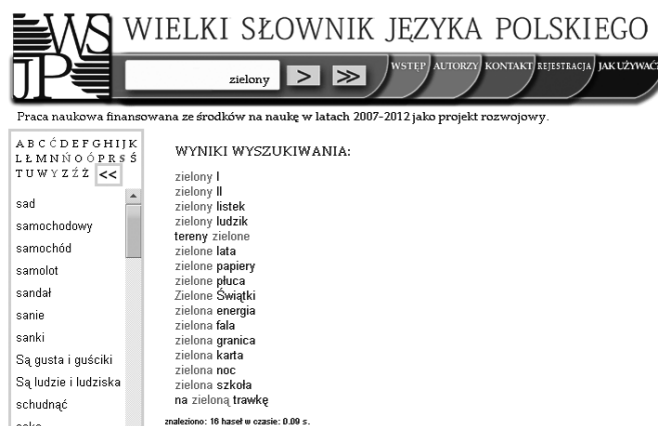 WSJP
WIELKI SŁOWNIK JĘZYKA POLSKIEGO
zielony > >> WSTĘP AUTORZY KONTAKT REJESTRACJA JAK UŻYWAĆ
Praca naukowa finansowana ze środków na naukę w latach 2007-2012 jako projekt rozwojowy.
A B C Ć D E F G H I J K
L Ł M N Ń O Ó P R S Ś
T U W Y Z Ź Ż <<
sad
samochodowy
samochód
samolot
sandał
sanie
sanki
Są gusta i guściki
Są ludzie i ludziska
schudnąć
WYNIKI WYSZUKIWANIA:
zielony I
zielony II
zielony listek
zielony ludzik
tereny zielone
zielone lata
zielone papiery
zielone płuca
Zielone Świątki
zielona energia
zielona fala
zielona granica
zielona karta
zielona noc
zielona szkoła
na zieloną trawkę
znaleziono: 16 haseł w czasie: 0.09 s.